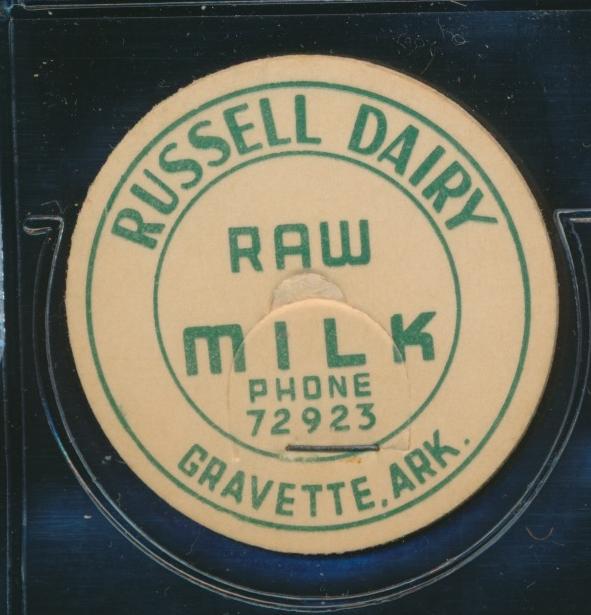 RUSSELL DAIRY
RAW
MILK
PHONE
72923
GRAVETTE, ARK.